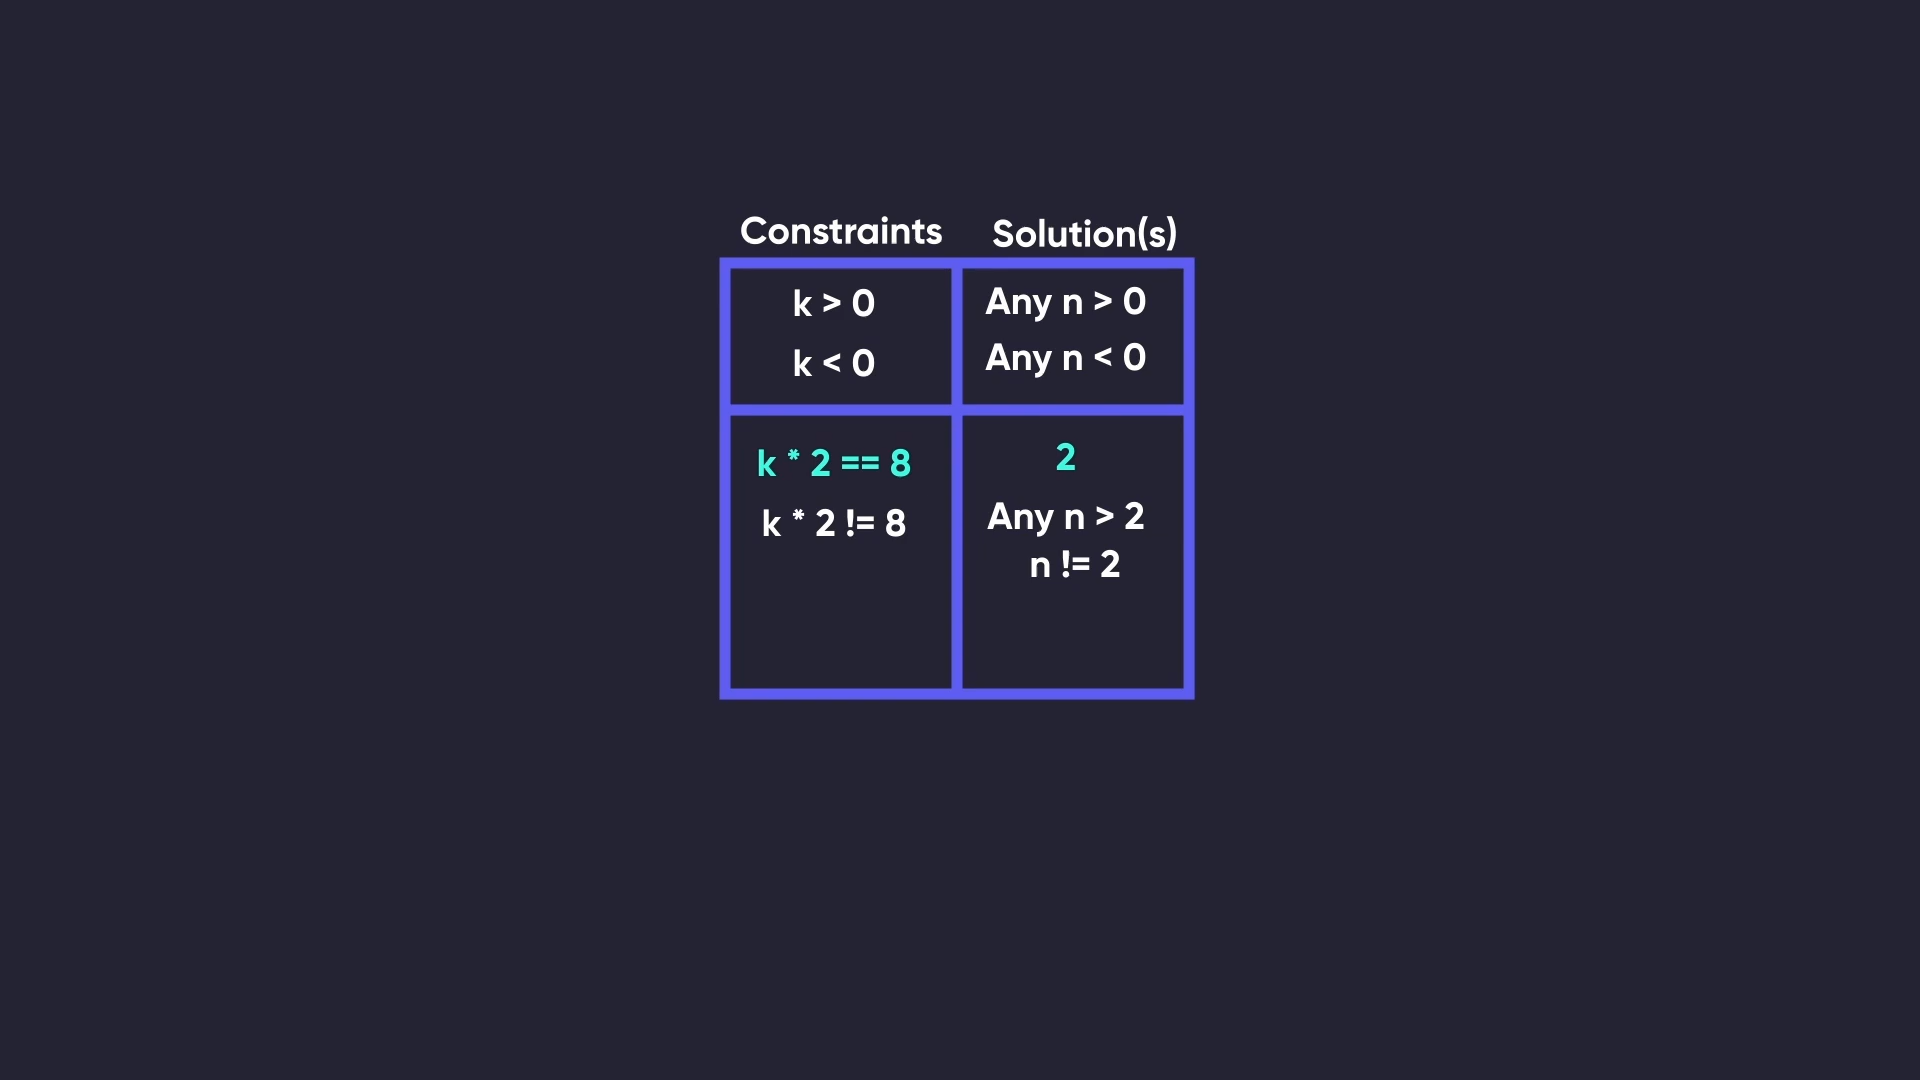 Constraints Solution(s)
k > 0 Any n > 0
k < 0 Any n < 0
k * 2 == 8 2
k * 2 != 8 Any n > 2
n != 2